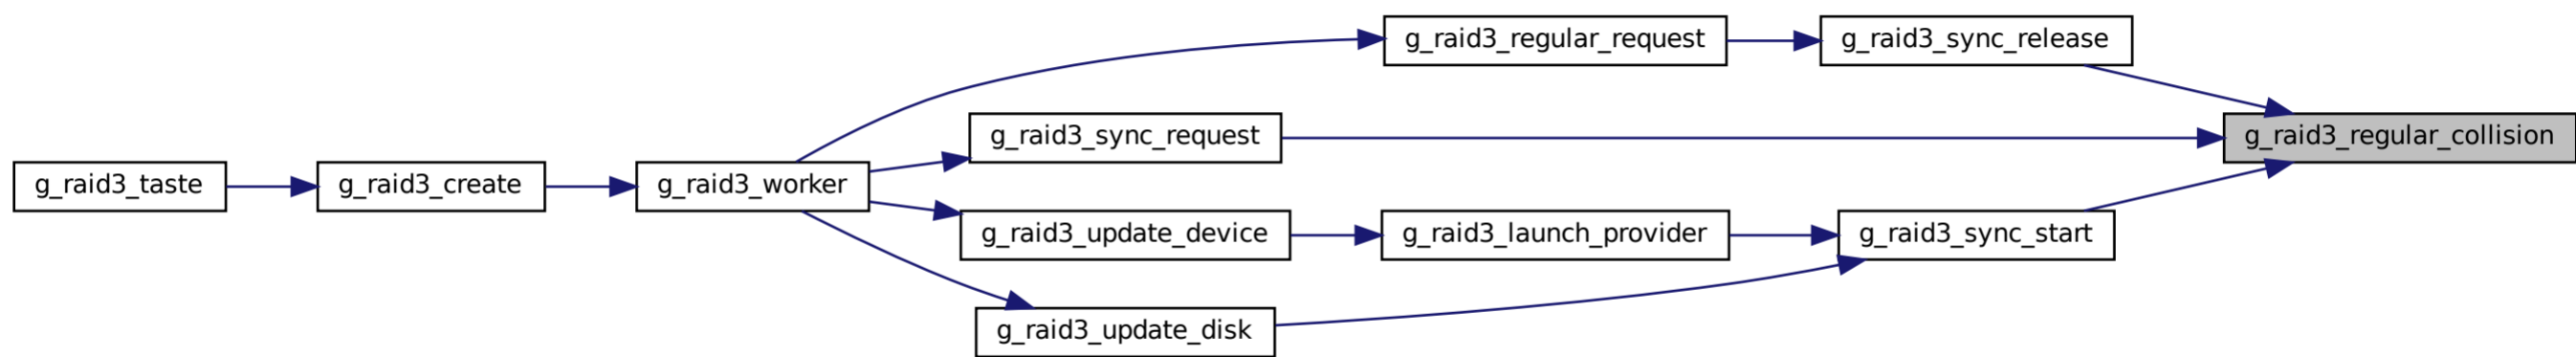 g_raid3_regular_request
g_raid3_sync_release
g_raid3_sync_request
g_raid3_regular_collision
g_raid3_taste
g_raid3_create
g_raid3_worker
g_raid3_update_device
g_raid3_launch_provider
g_raid3_sync_start
g_raid3_update_disk